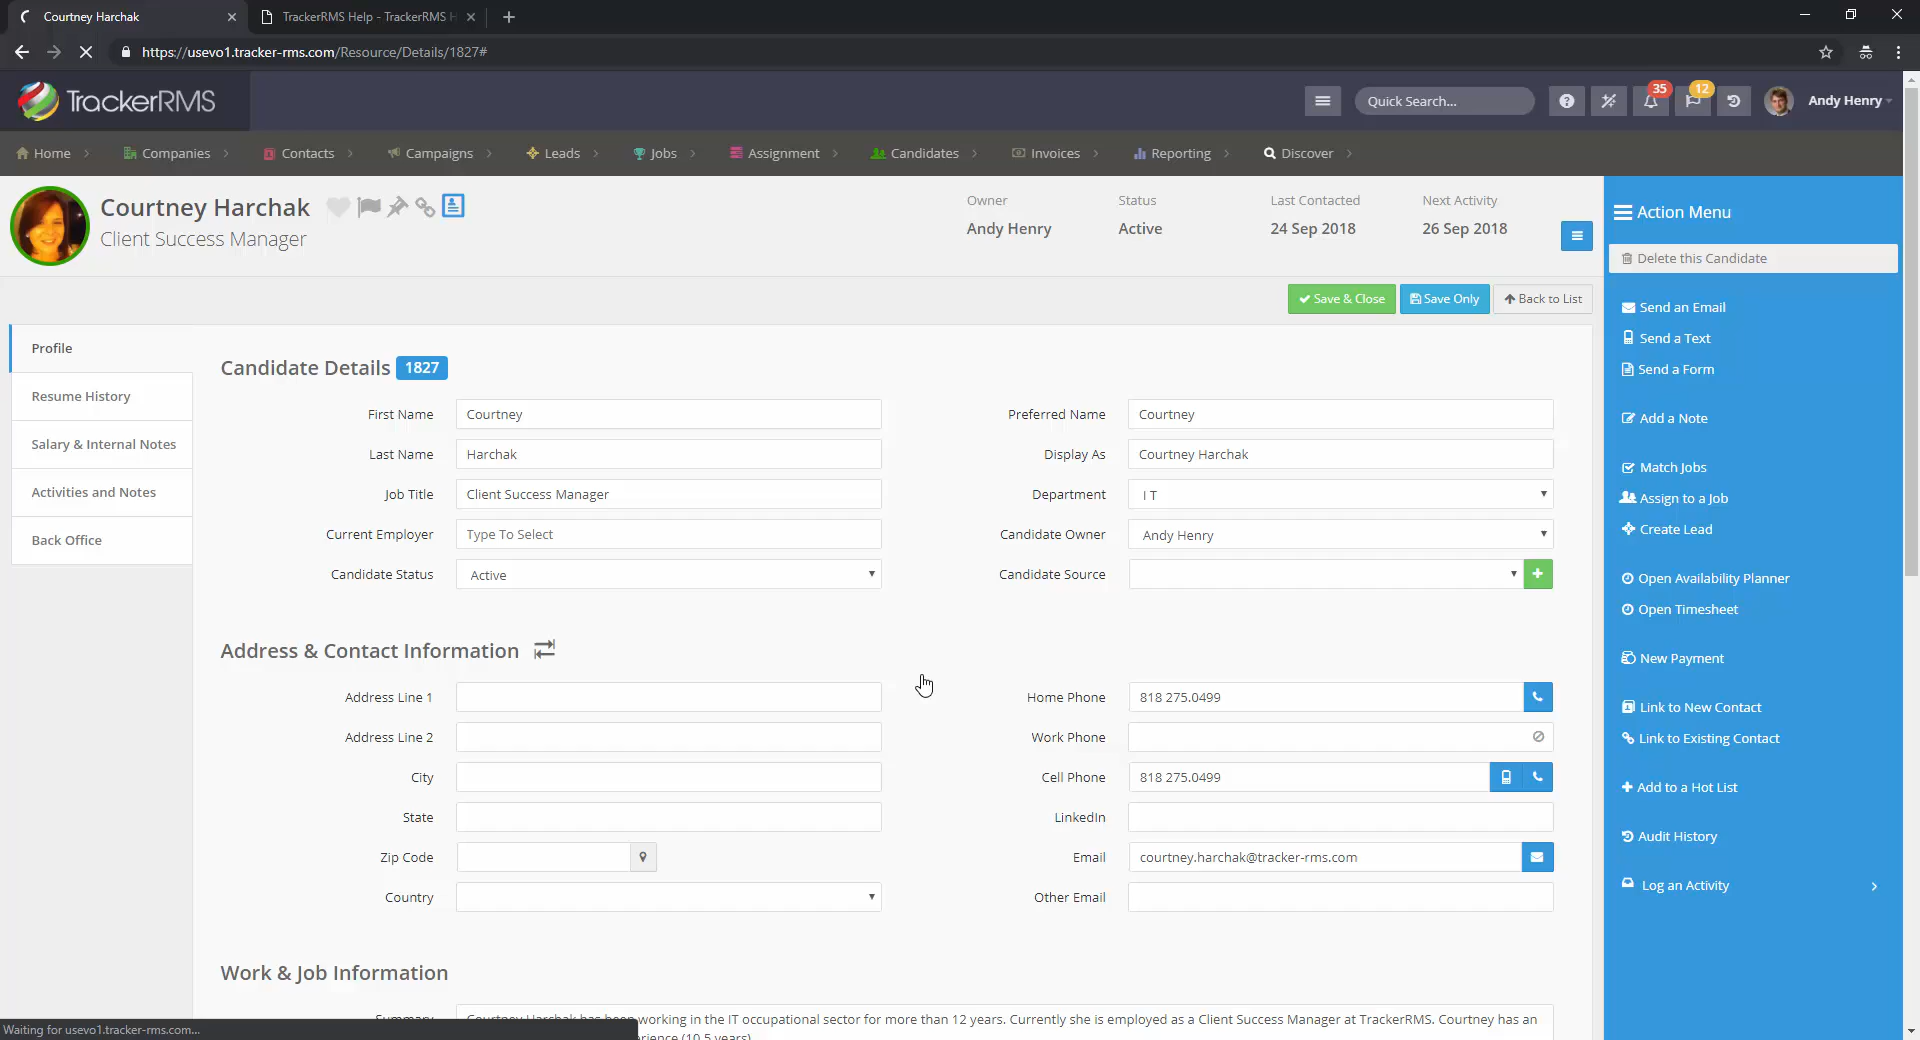 Courtney Harchak
TrackerRMS Help - TrackerRMS H
https://usevo1.tracker-rms.com/Resource/Details/1827#
TrackerRMS
Quick Search...
35
12
Andy Henry
Home
Companies
Contacts
Campaigns
Leads
Jobs
Assignment
Candidates
Invoices
Reporting
Discover
Courtney Harchak
Client Success Manager
Owner
Andy Henry
Status
Active
Last Contacted
24 Sep 2018
Next Activity
26 Sep 2018
Save & Close
Save Only
Back to List
Profile
Resume History
Salary & Internal Notes
Activities and Notes
Back Office
Candidate Details 1827
First Name Courtney
Preferred Name Courtney
Last Name Harchak
Display As Courtney Harchak
Job Title Client Success Manager
Department I T
Current Employer Type To Select
Candidate Owner Andy Henry
Candidate Status Active
Candidate Source
Address & Contact Information
Address Line 1
Home Phone 818 275.0499
Address Line 2
Work Phone
City
Cell Phone 818 275.0499
State
LinkedIn
Zip Code
Email courtney.harchak@tracker-rms.com
Country
Other Email
Work & Job Information
Summary Courtney Harchak has been working in the IT occupational sector for more than 12 years. Currently she is employed as a Client Success Manager at TrackerRMS. Courtney has an
rience (10.5 years)
Action Menu
Delete this Candidate
Send an Email
Send a Text
Send a Form
Add a Note
Match Jobs
Assign to a Job
Create Lead
Open Availability Planner
Open Timesheet
New Payment
Link to New Contact
Link to Existing Contact
Add to a Hot List
Audit History
Log an Activity
Waiting for usevo1.tracker-rms.com...